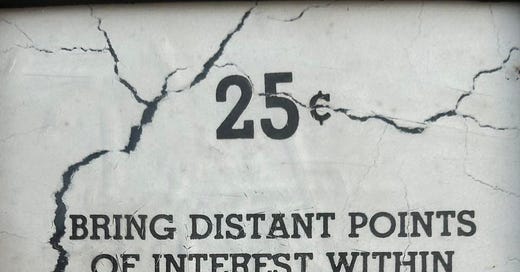 25¢
BRING DISTANT POINTS
OF INTEREST WITHIN